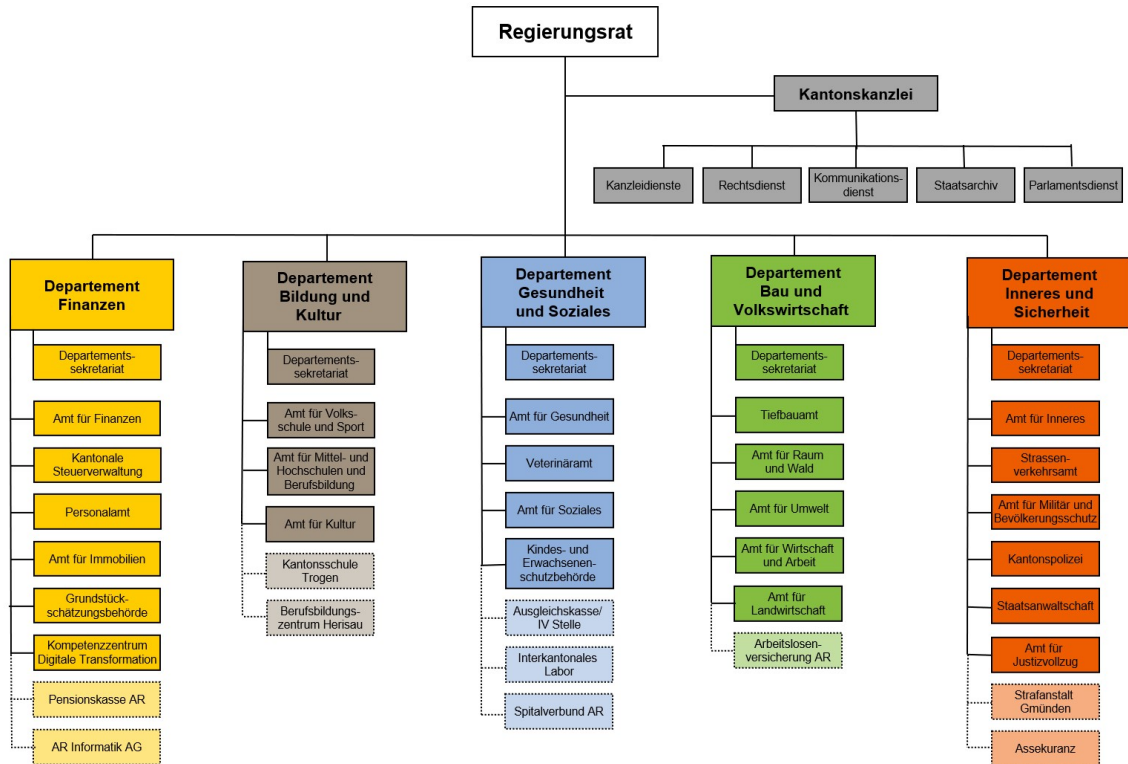 Regierungsrat
Kantonskanzlei
Kanzleidienste
Rechtsdienst
Kommunikations-
dienst
Staatsarchiv
Parlamentsdienst
Departement
Finanzen
Departements-
sekretariat
Amt für Finanzen
Kantonale
Steuerverwaltung
Personalamt
Amt für Immobilien
Grundstück-
schätzungsbehörde
Kompetenzzentrum
Digitale Transformation
Pensionskasse AR
AR Informatik AG
Departement
Bildung und
Kultur
Departements-
sekretariat
Amt für Volks-
schule und Sport
Amt für Mittel- und
Hochschulen und
Berufsbildung
Amt für Kultur
Kantonsschule
Trogen
Berufsbildungs-
zentrum Herisau
Departement
Gesundheit
und Soziales
Departements-
sekretariat
Amt für Gesundheit
Veterinäramt
Amt für Soziales
Kindes- und
Erwachsenen-
schutzbehörde
Ausgleichskasse/
IV Stelle
Interkantonales
Labor
Spitalverbund AR
Departement
Bau und
Volkswirtschaft
Departements-
sekretariat
Tiefbauamt
Amt für Raum
und Wald
Amt für Umwelt
Amt für Wirtschaft
und Arbeit
Amt für
Landwirtschaft
Arbeitslosen-
versicherung AR
Departement
Inneres und
Sicherheit
Departements-
sekretariat
Amt für Inneres
Strassen-
verkehrsamt
Amt für Militär und
Bevölkerungsschutz
Kantonspolizei
Staatsanwaltschaft
Amt für
Justizvollzug
Strafanstalt
Gmünden
Assekuranz